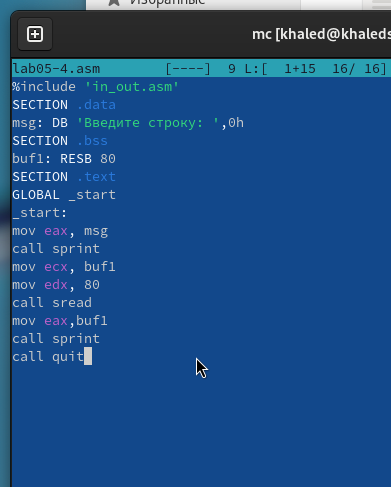 Избранные
mc [khaled@khaleds
lab05-4.asm [----] 9 L:[ 1+15 16/ 16]
%include 'in_out.asm'
SECTION .data
msg: DB 'Введите строку: ',0h
SECTION .bss
buf1: RESB 80
SECTION .text
GLOBAL _start
_start:
mov eax, msg
call sprint
mov ecx, buf1
mov edx, 80
call sread
mov eax,buf1
call sprint
call quit